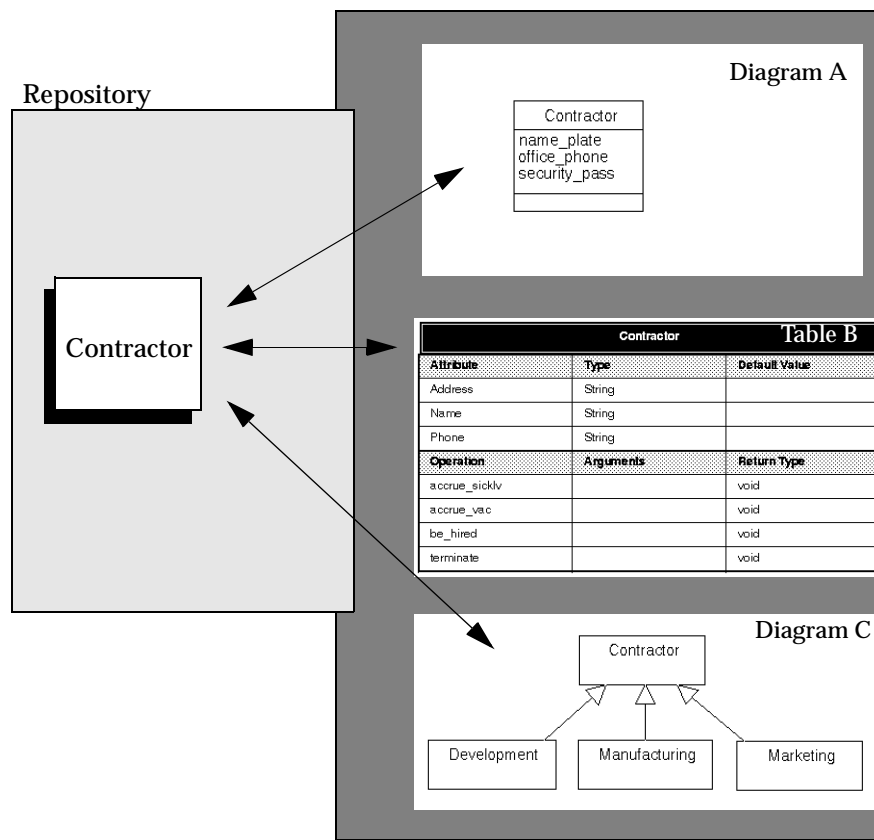 Repository
Contractor
Diagram A
Contractor
name_plate
office_phone
security_pass
Contractor Table B
Attribute Type Default Value
Address String
Name String
Phone String
Operation Arguments Return Type
accrue_sicklv void
accrue_vac void
be_hired void
terminate void
Diagram C
Contractor
Development Manufacturing Marketing